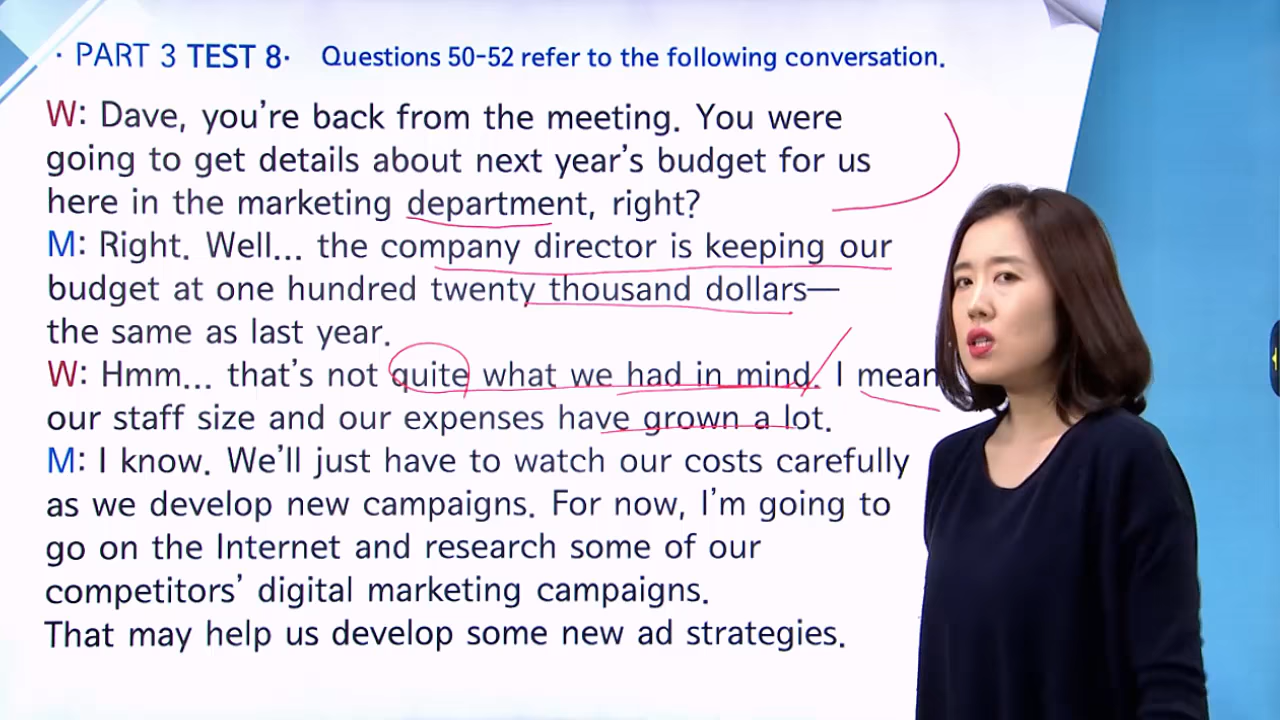 · PART 3 TEST 8· Questions 50-52 refer to the following conversation.
W: Dave, you're back from the meeting. You were
going to get details about next year's budget for us
here in the marketing department, right?
M: Right. Well... the company director is keeping our
budget at one hundred twenty thousand dollars—
the same as last year.
W: Hmm... that's not quite what we had in mind. I mean
our staff size and our expenses have grown a lot.
M: I know. We'll just have to watch our costs carefully
as we develop new campaigns. For now, I'm going to
go on the Internet and research some of our
competitors' digital marketing campaigns.
That may help us develop some new ad strategies.